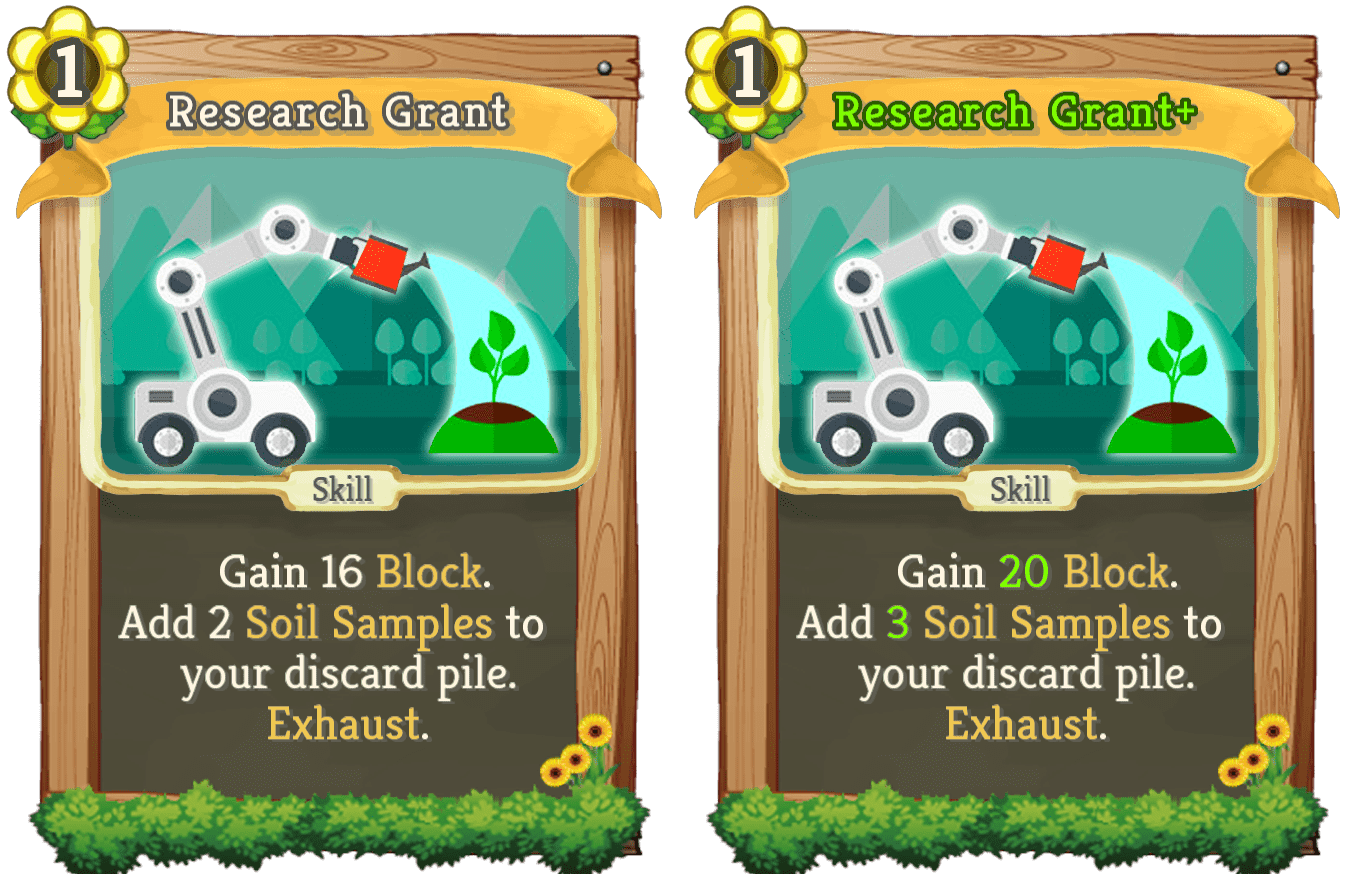 1
Research Grant
Skill
Gain 16 Block.
Add 2 Soil Samples to
your discard pile.
Exhaust.
1
Research Grant+
Skill
Gain 20 Block.
Add 3 Soil Samples to
your discard pile.
Exhaust.